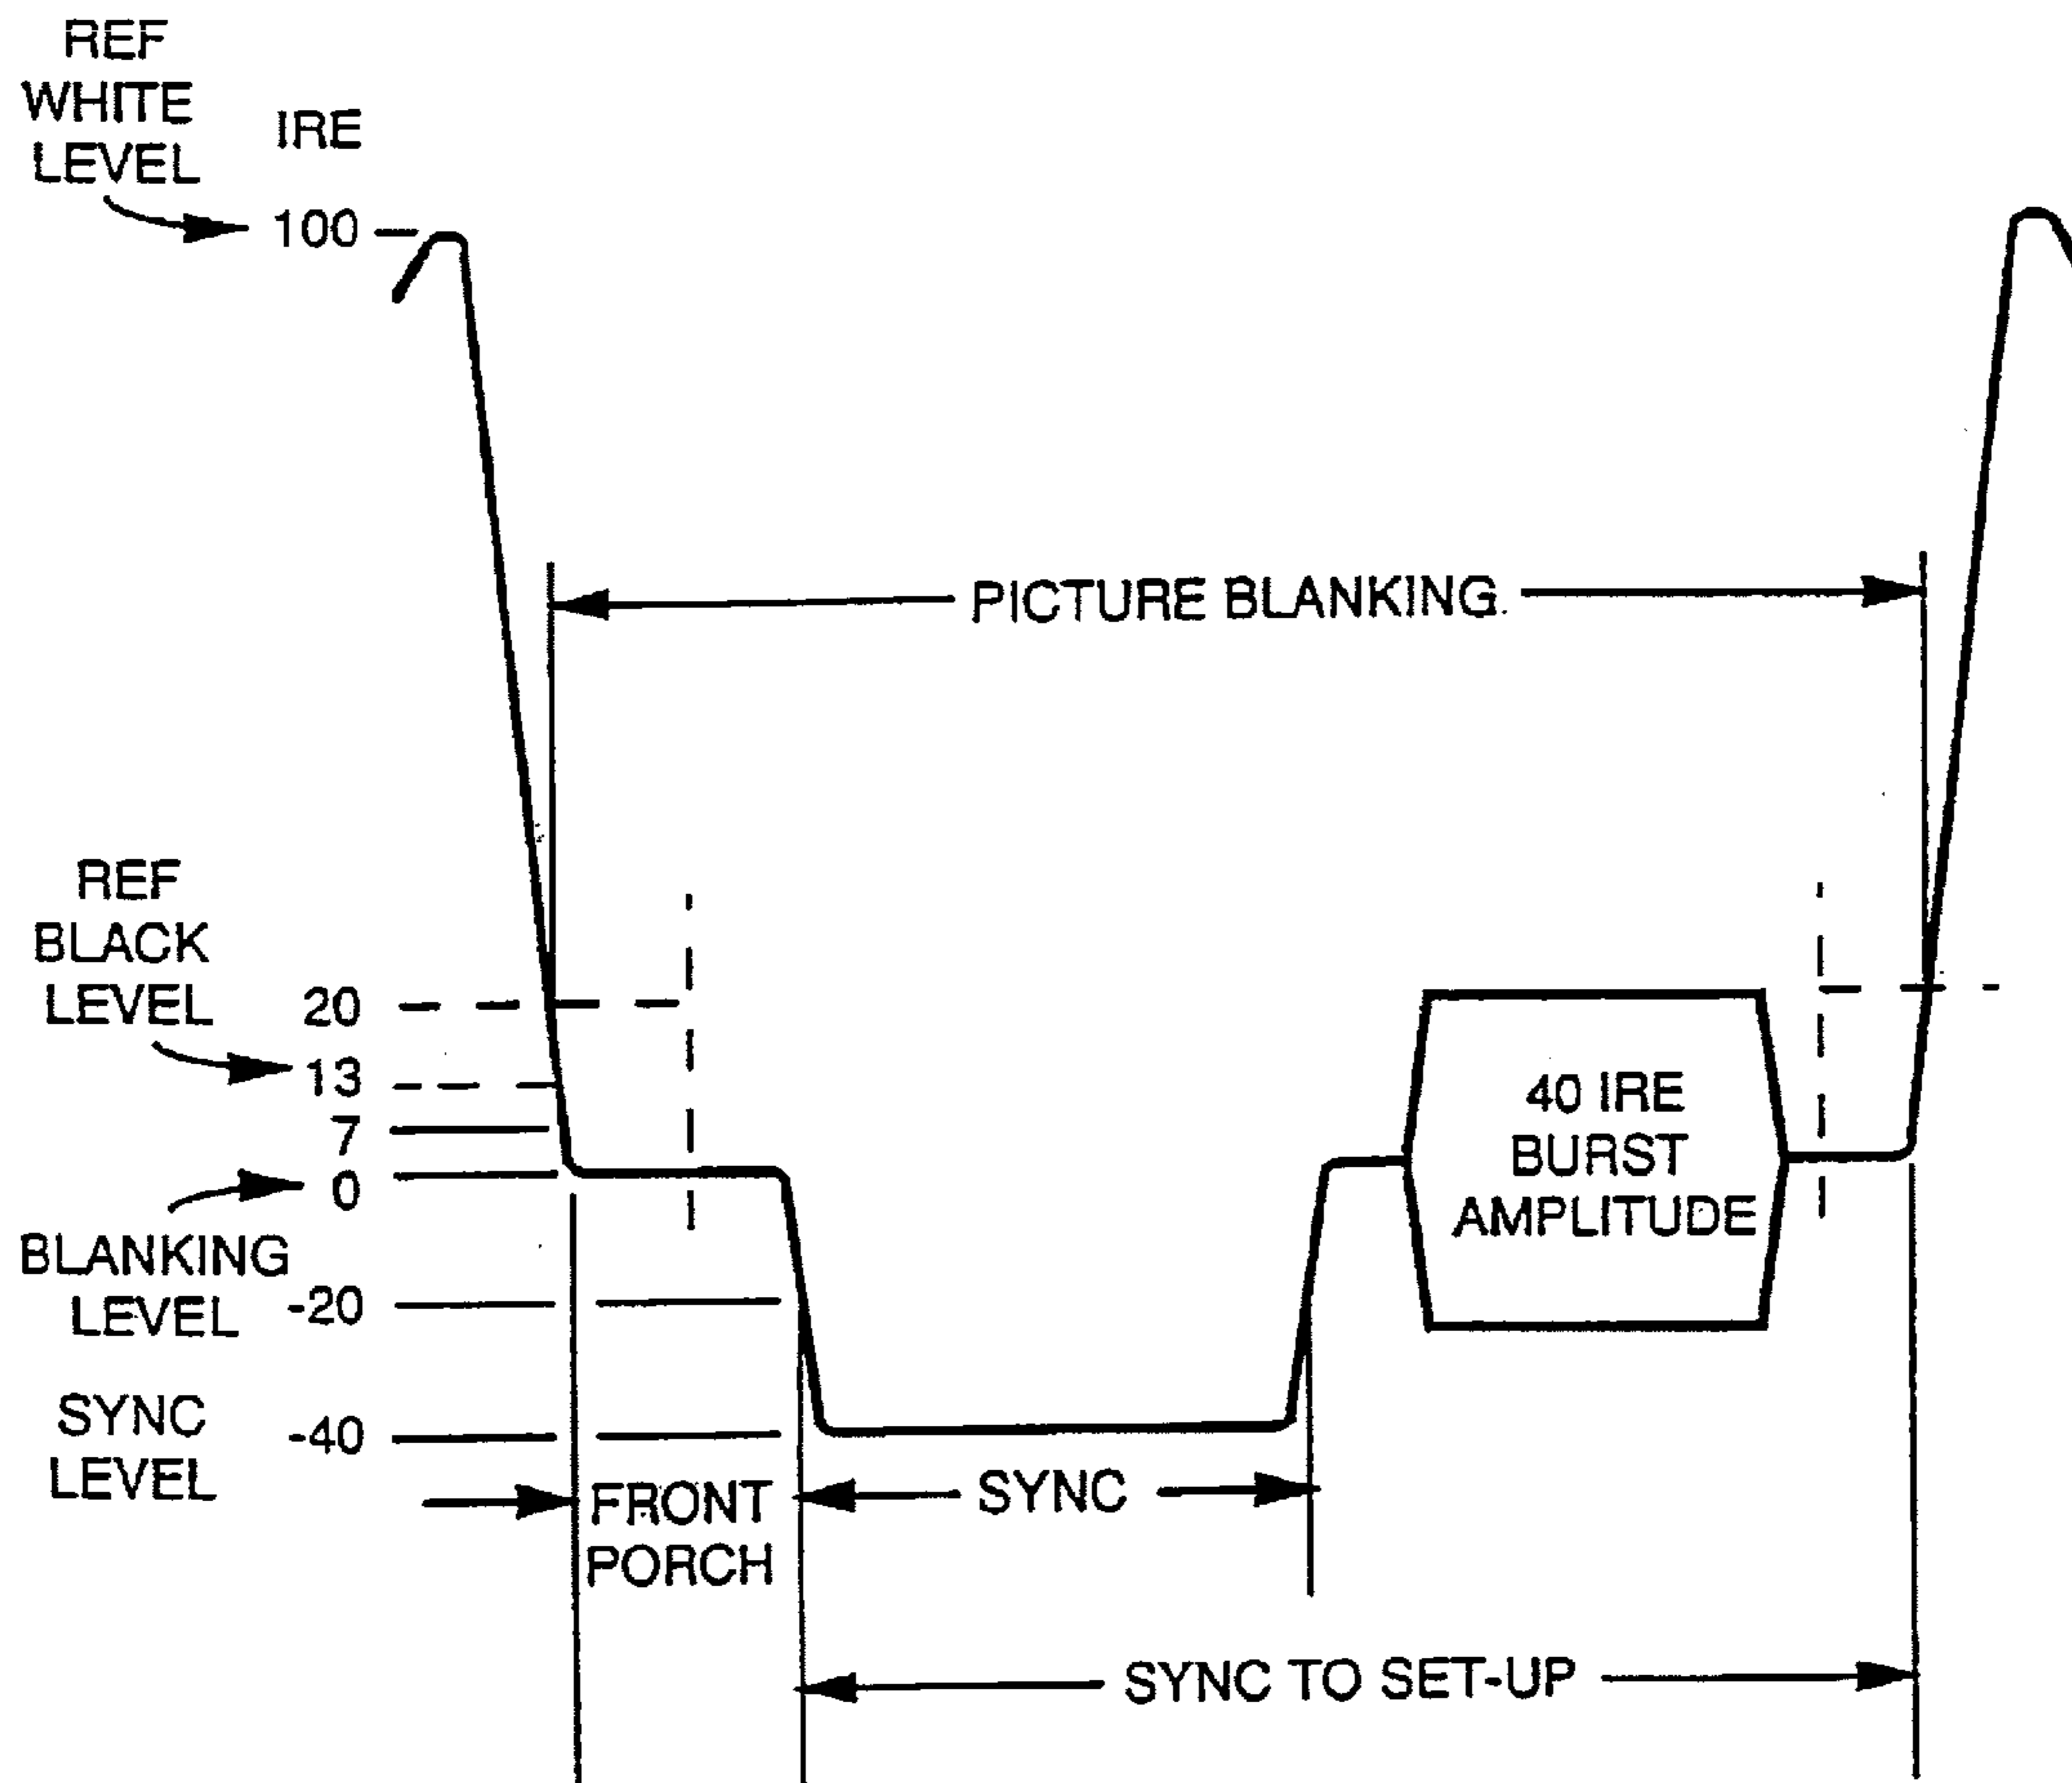 REF
WHITE
LEVEL
IRE
100
PICTURE BLANKING.
REF
BLACK
LEVEL
20
13
7
0
BLANKING
LEVEL
-20
SYNC
LEVEL
-40
40 IRE
BURST
AMPLITUDE
FRONT
PORCH
SYNC
SYNC TO SET-UP